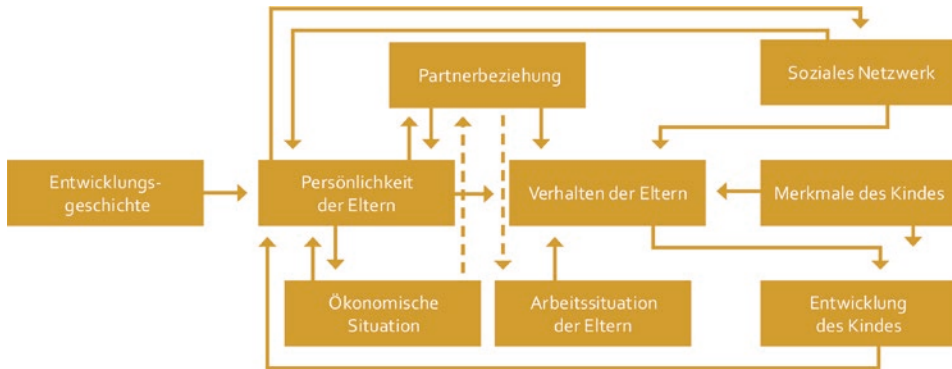 Partnerbeziehung
Soziales Netzwerk
Entwicklungs-
geschichte
Persönlichkeit
der Eltern
Verhalten der Eltern
Merkmale des Kindes
Ökonomische
Situation
Arbeitssituation
der Eltern
Entwicklung
des Kindes